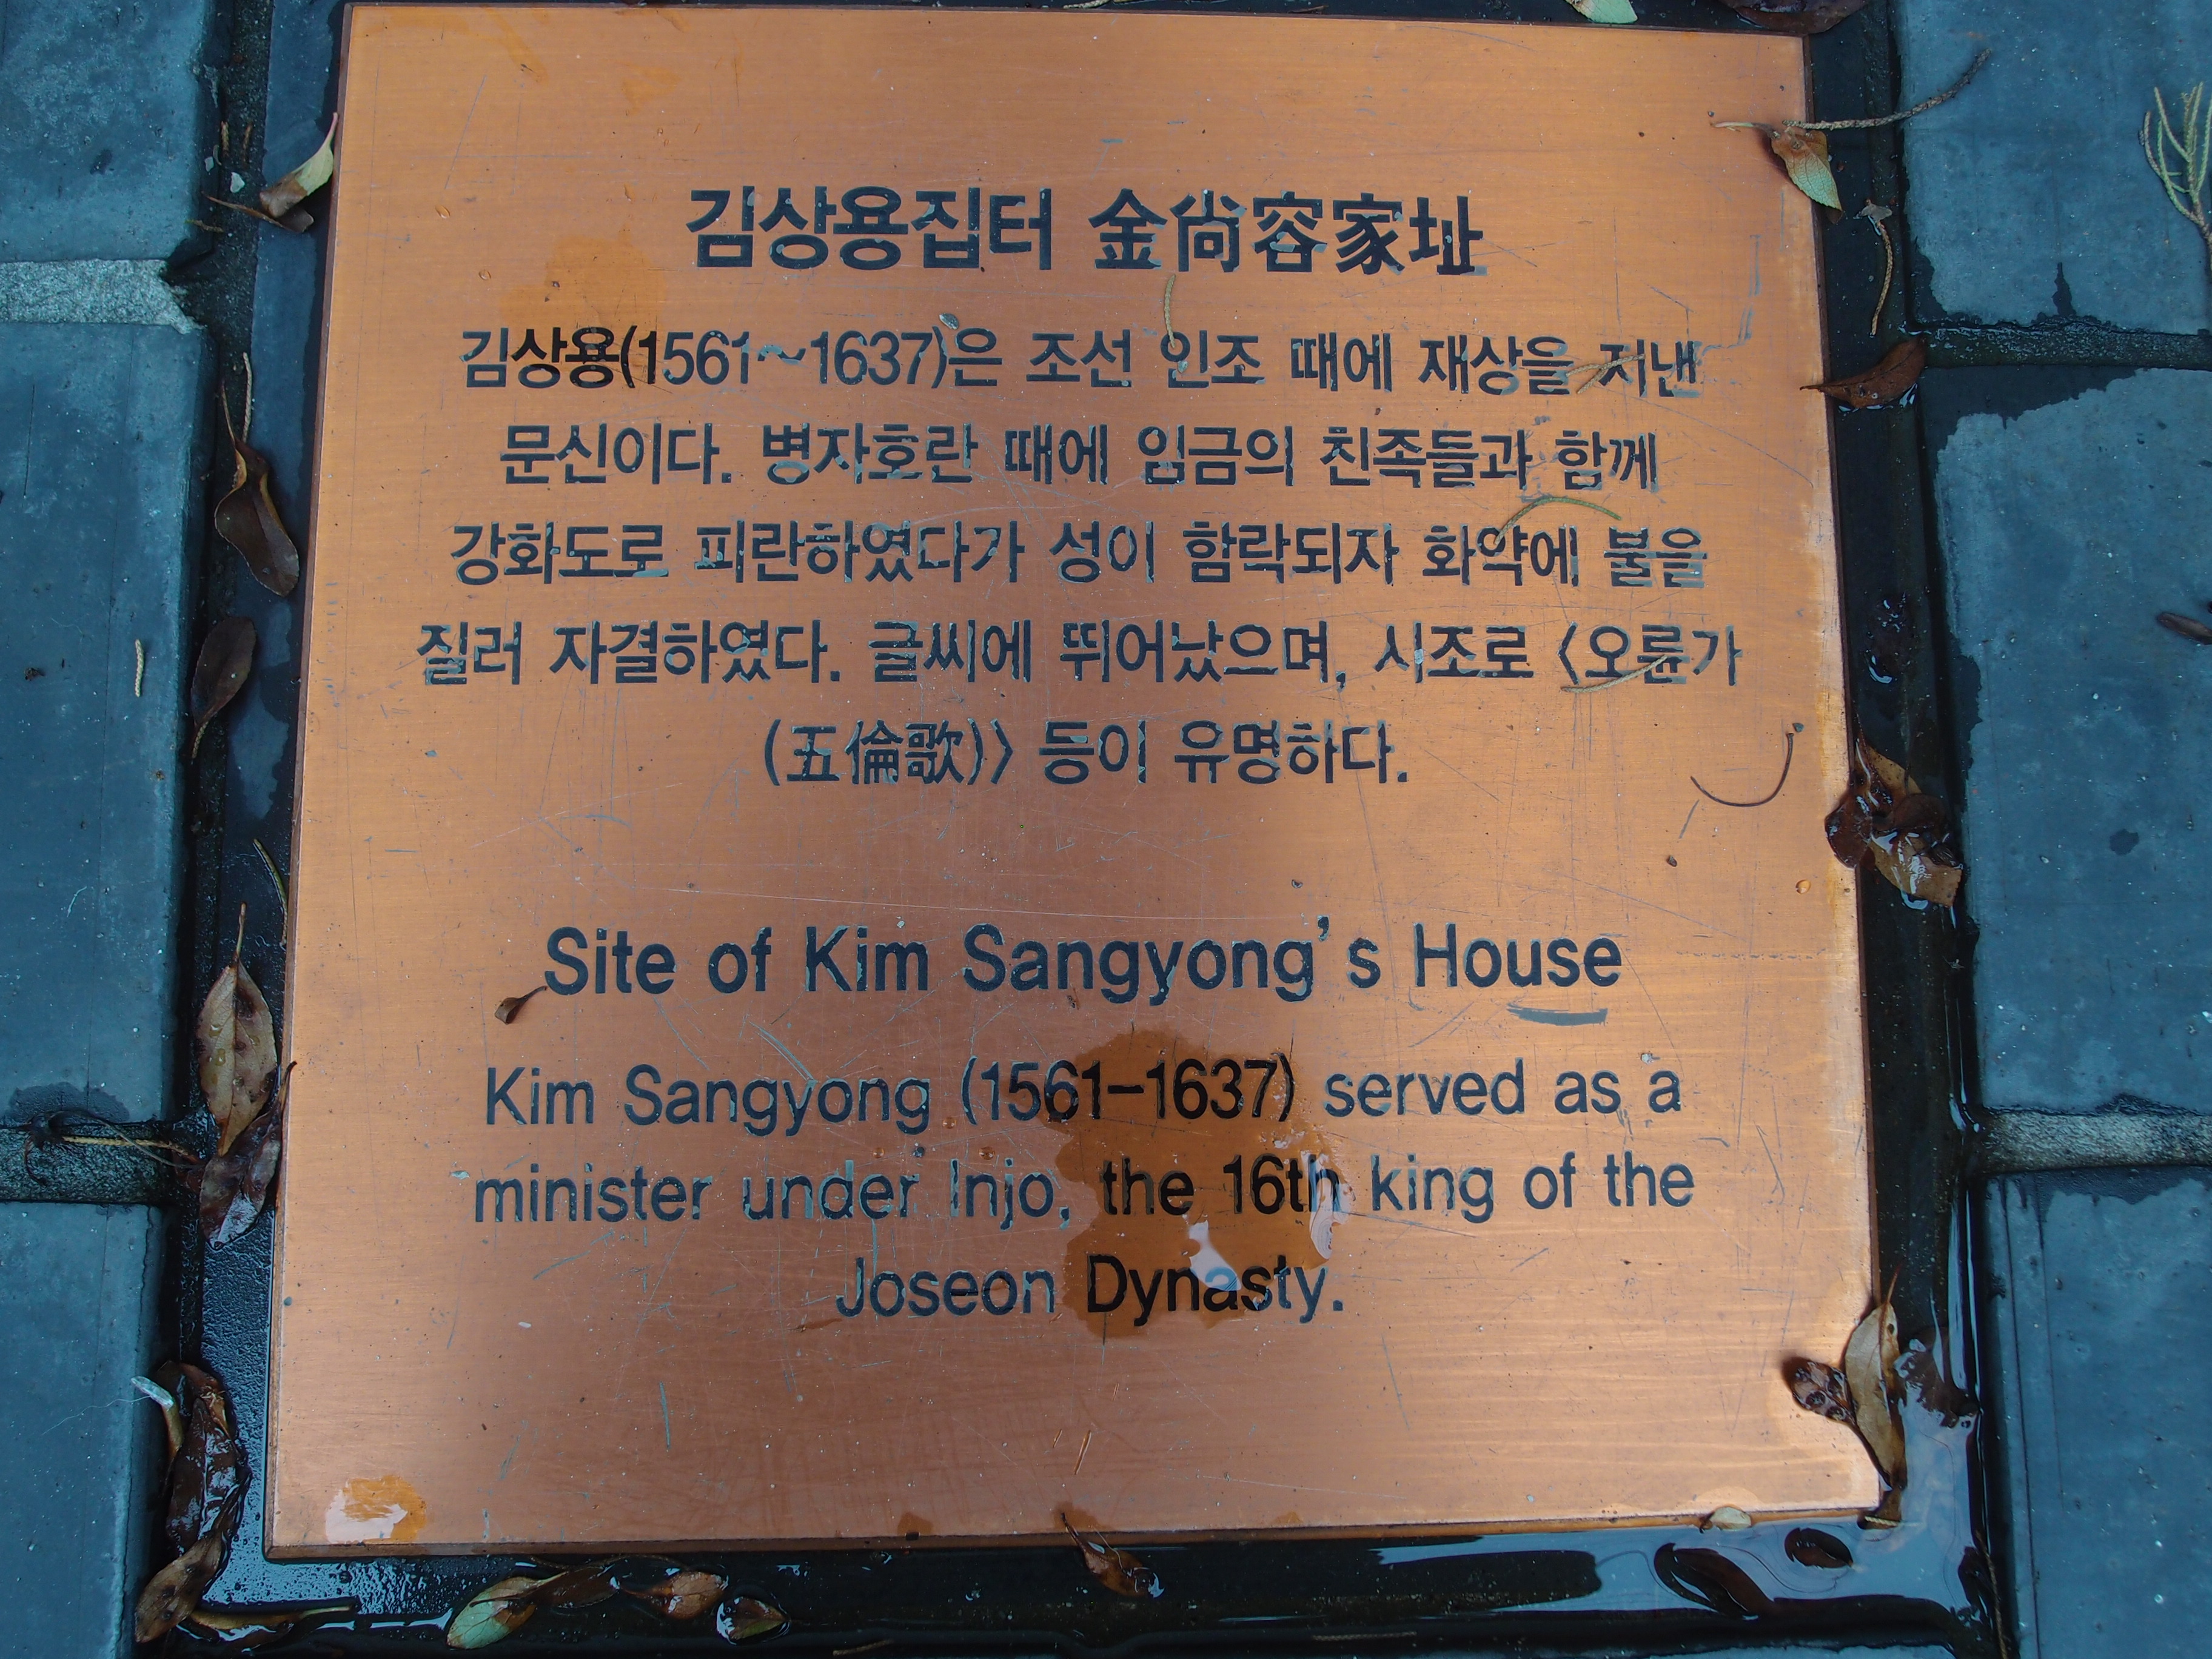 김상용집터 金尙容家址
김상용(1561~1637)은 조선 인조 때에 재상을 지낸
문신이다. 병자호란 때에 임금의 친족들과 함께
강화도로 피란하였다가 성이 함락되자 화약에 불을
질러 자결하였다. 글씨에 뛰어났으며, 시조로 〈오륜가
(五倫歌)〉 등이 유명하다.
Site of Kim Sangyong's House
Kim Sangyong (1561–1637) served as a
minister under Injo, the 16th king of the
Joseon Dynasty.